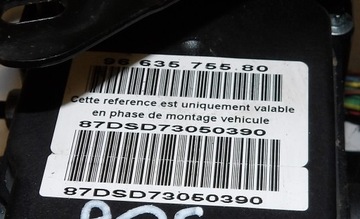 96 635 755.80
Cette reference est uniquement valable
en phase de montage vehicule
87DSD73050390
87DSD73050390